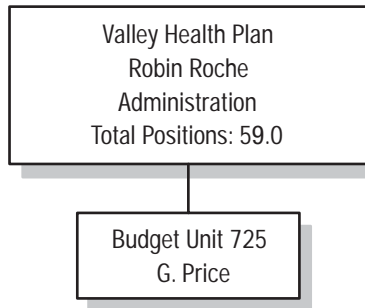 Valley Health Plan
Robin Roche
Administration
Total Positions: 59.0
Budget Unit 725
G. Price